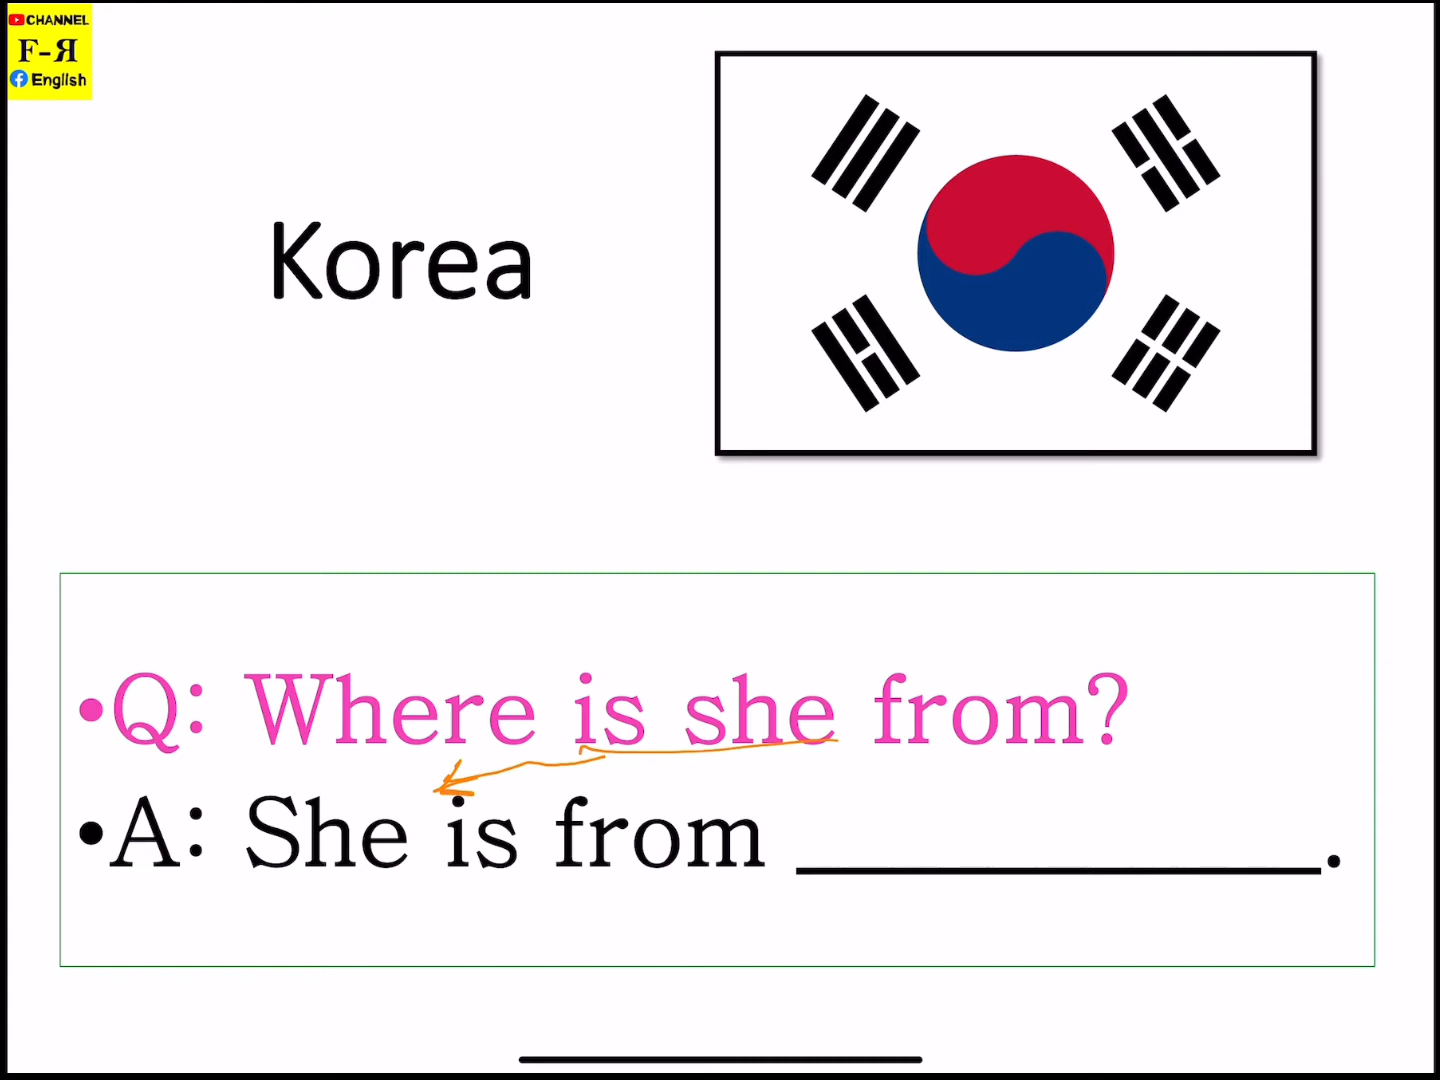 CHANNEL
F-Я
English
Korea
•Q: Where is she from?
•A: She is from ____________.